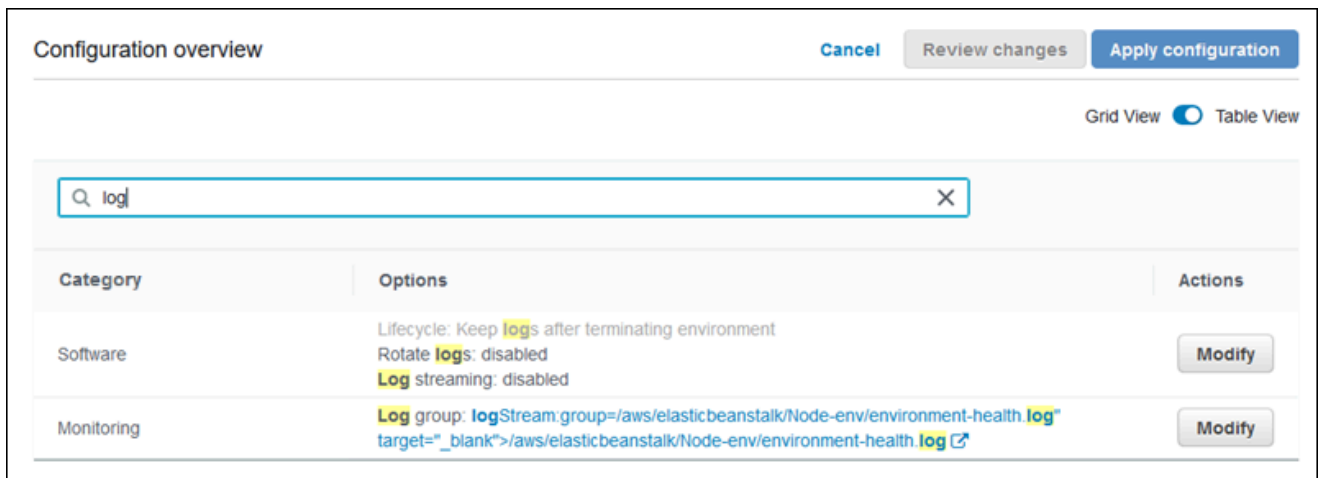 Configuration overview
Cancel
Review changes
Apply configuration
Grid View
Table View
log
Category
Options
Actions
Software
Lifecycle: Keep logs after terminating environment
Rotate logs: disabled
Log streaming: disabled
Modify
Monitoring
Log group: logStream:group=/aws/elasticbeanstalk/Node-env/environment-health.log"
target="_blank">/aws/elasticbeanstalk/Node-env/environment-health.log
Modify